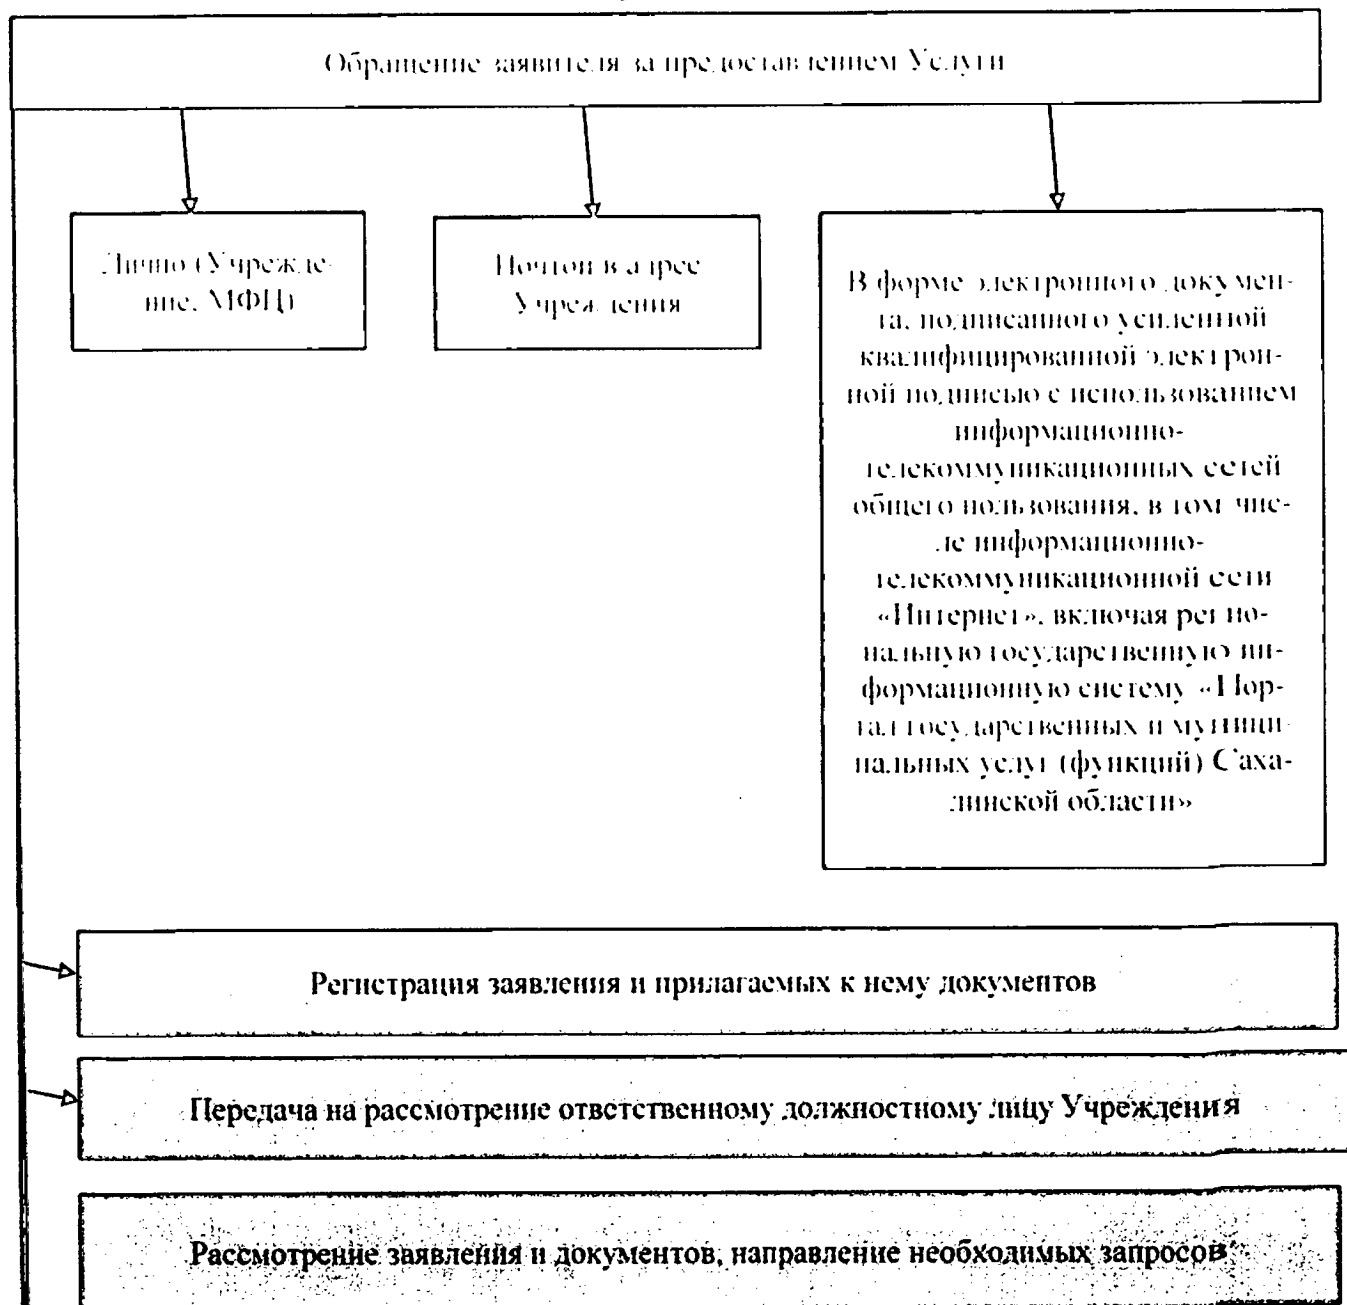 Обращение заявителя за предоставлением Услуги
Лично (Учрежде-
ние, МФЦ)
Почтой в адрес
Учреждения
В форме электронного докумен-
та, подписанного усиленной
квалифицированной электрон-
ной подписью с использованием
информационно-
телекоммуникационных сетей
общего пользования, в том чис-
ле информационно-
телекоммуникационной сети
«Интернет», включая регио-
нальную государственную ин-
формационную систему «Пор-
тал государственных и муници-
пальных услуг (функций) Саха-
линской области»
Регистрация заявления и прилагаемых к нему документов
Передача на рассмотрение ответственному должностному лицу Учреждения
Рассмотрение заявления и документов, направление необходимых запросов